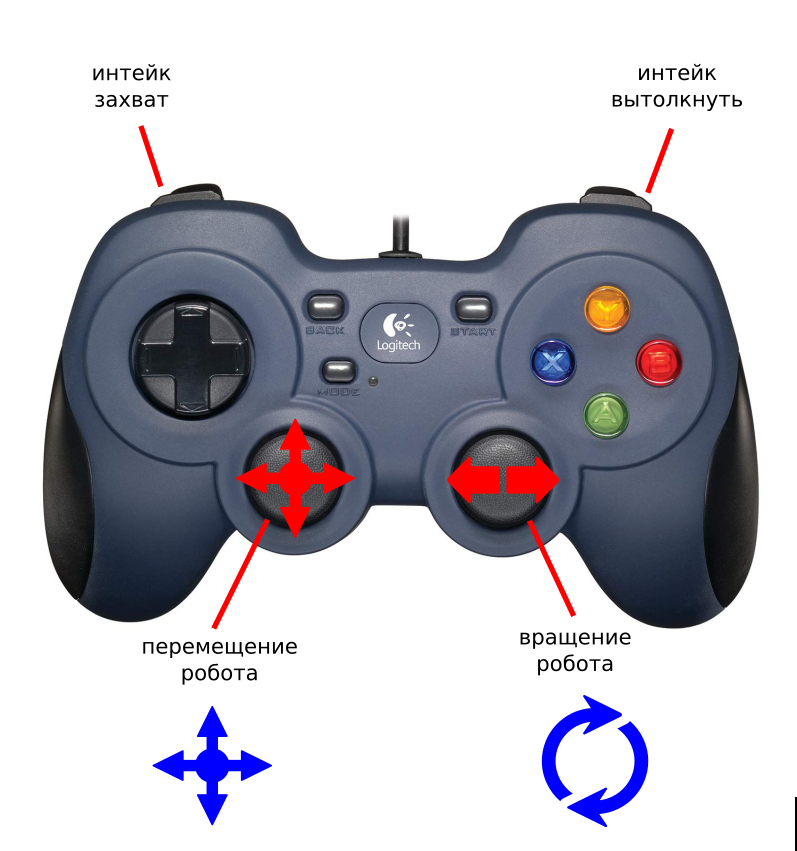 интейк
захват
интейк
вытолкнуть
BACK
START
Logitech
MODE
Y
X
B
A
перемещение
робота
вращение
робота